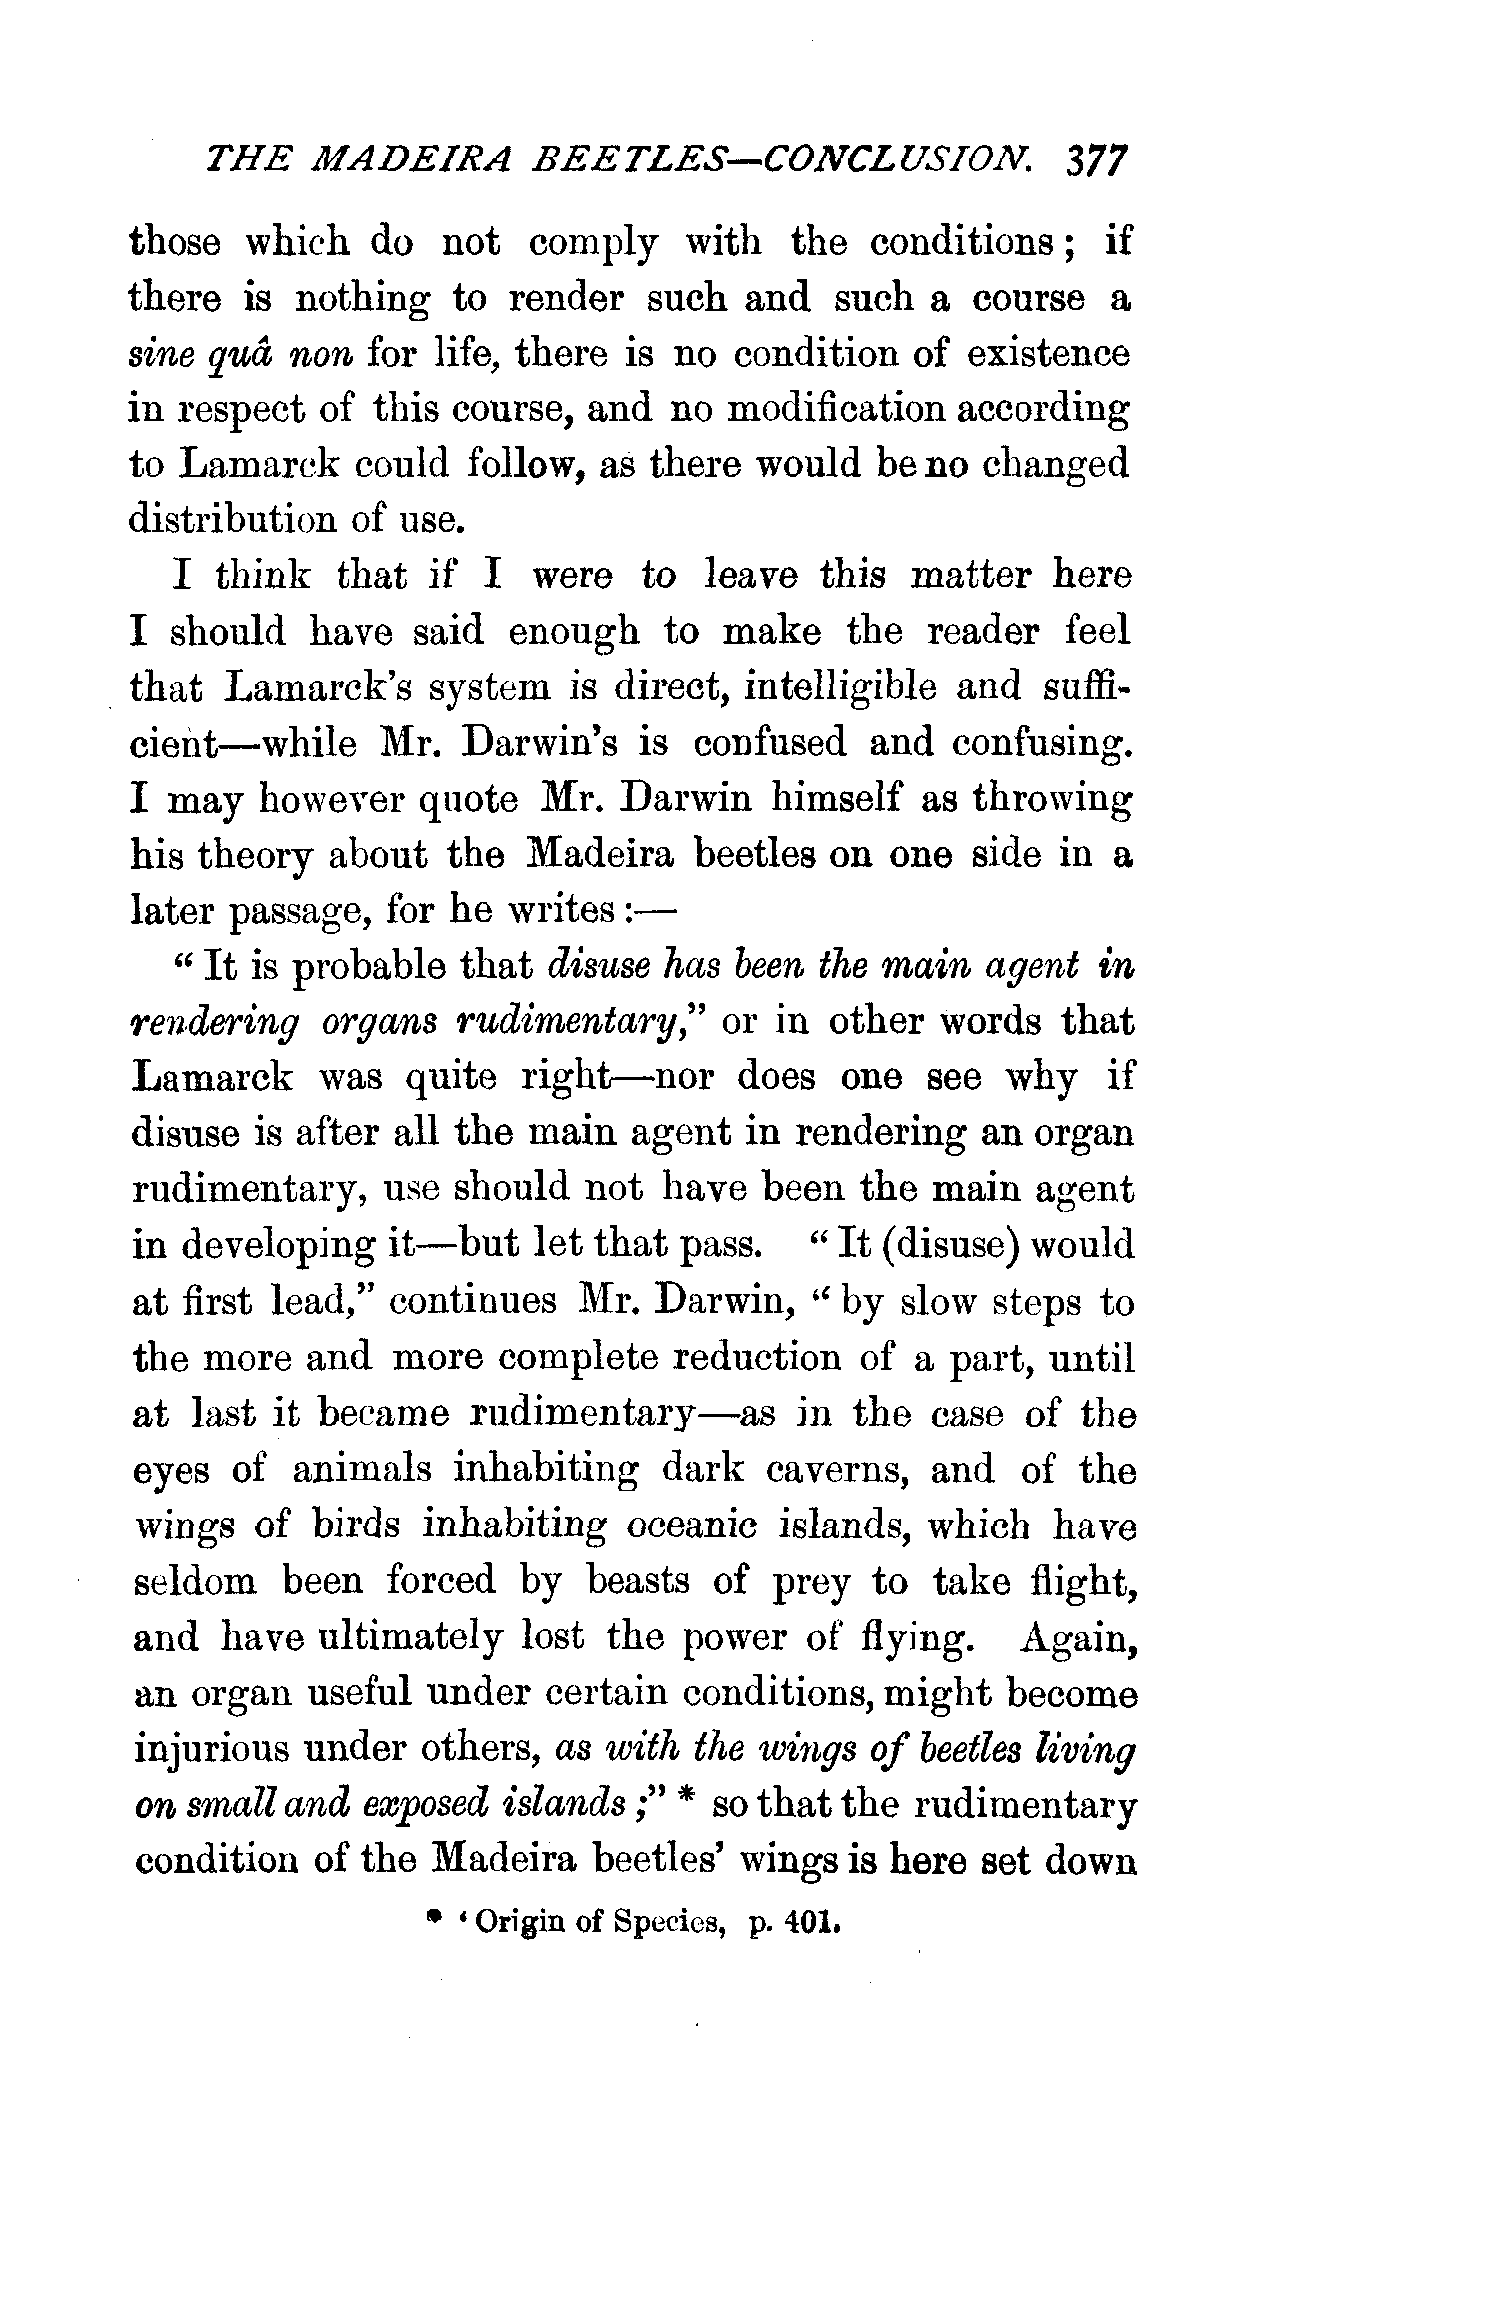 THE MADEIRA BEETLES—CONCLUSION. 377
those which do not comply with the conditions; if
there is nothing to render such and such a course a
sine quâ non for life, there is no condition of existence
in respect of this course, and no modification according
to Lamarck could follow, as there would be no changed
distribution of use.
I think that if I were to leave this matter here
I should have said enough to make the reader feel
that Lamarck's system is direct, intelligible and suffi-
cient—while Mr. Darwin's is confused and confusing.
I may however quote Mr. Darwin himself as throwing
his theory about the Madeira beetles on one side in a
later passage, for he writes:—
"It is probable that disuse has been the main agent in
rendering organs rudimentary," or in other words that
Lamarck was quite right—nor does one see why if
disuse is after all the main agent in rendering an organ
rudimentary, use should not have been the main agent
in developing it—but let that pass. "It (disuse) would
at first lead," continues Mr. Darwin, "by slow steps to
the more and more complete reduction of a part, until
at last it became rudimentary—as in the case of the
eyes of animals inhabiting dark caverns, and of the
wings of birds inhabiting oceanic islands, which have
seldom been forced by beasts of prey to take flight,
and have ultimately lost the power of flying. Again,
an organ useful under certain conditions, might become
injurious under others, as with the wings of beetles living
on small and exposed islands;" * so that the rudimentary
condition of the Madeira beetles' wings is here set down
* 'Origin of Species, p. 401.